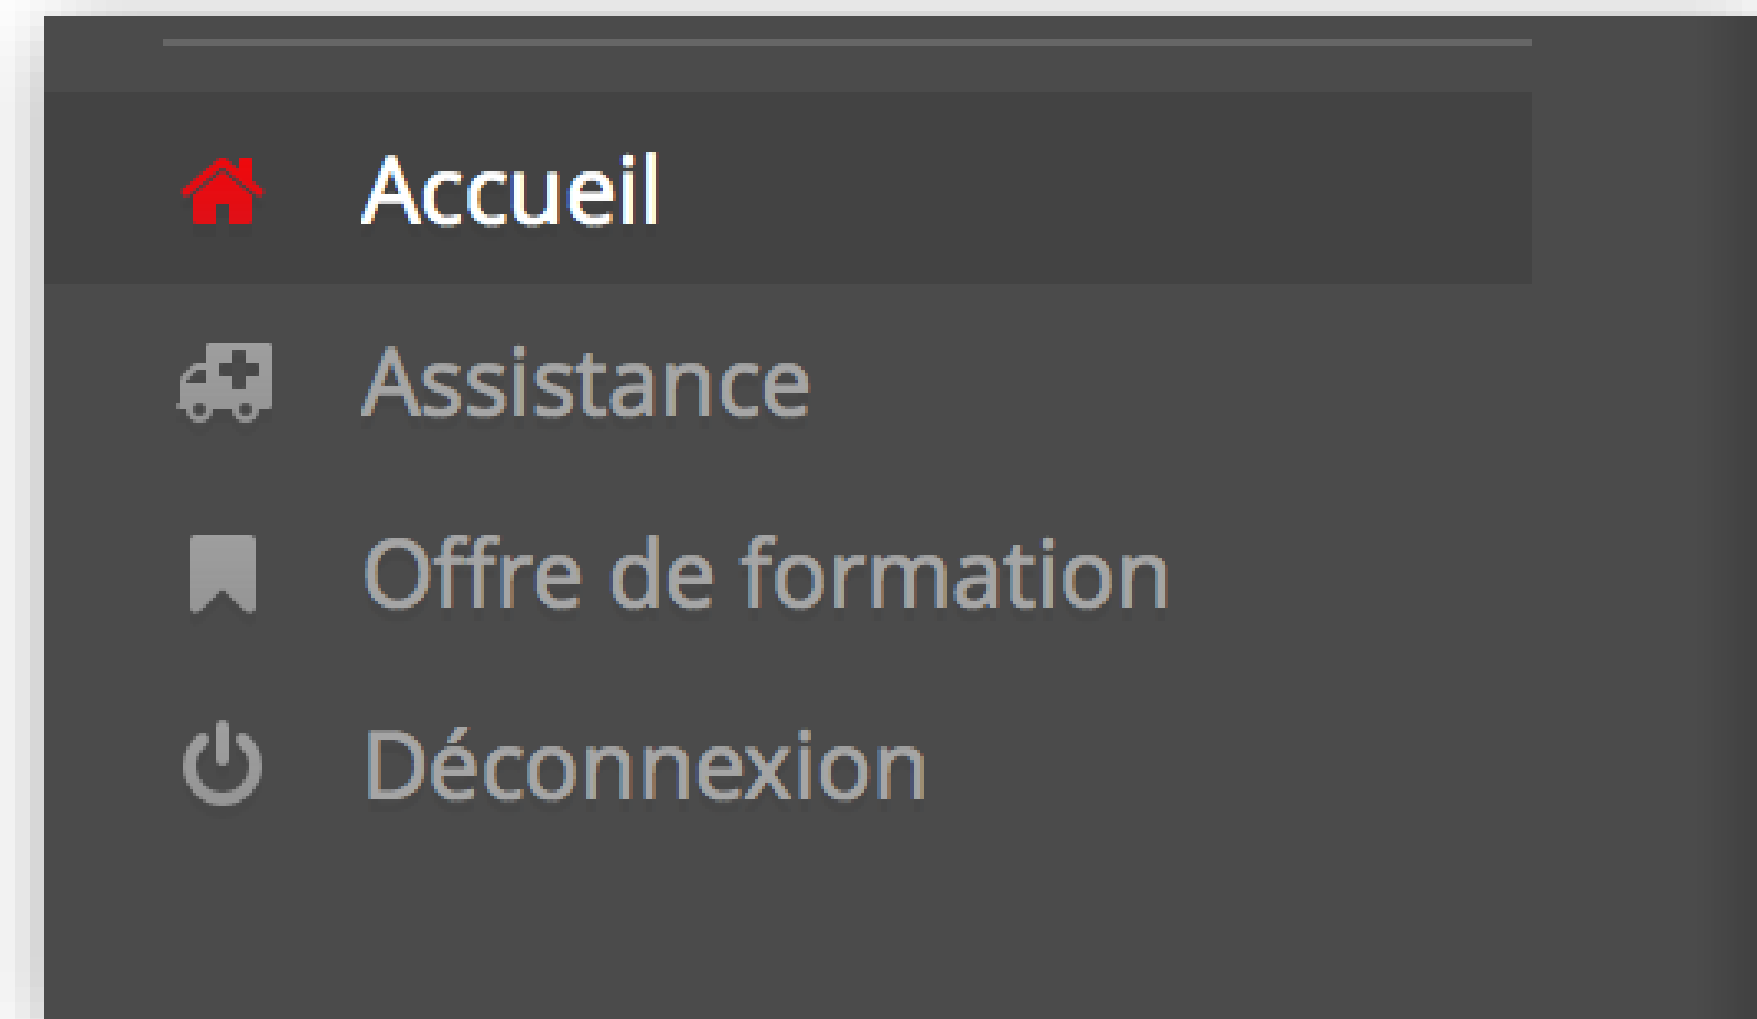 Accueil
Assistance
Offre de formation
Déconnexion